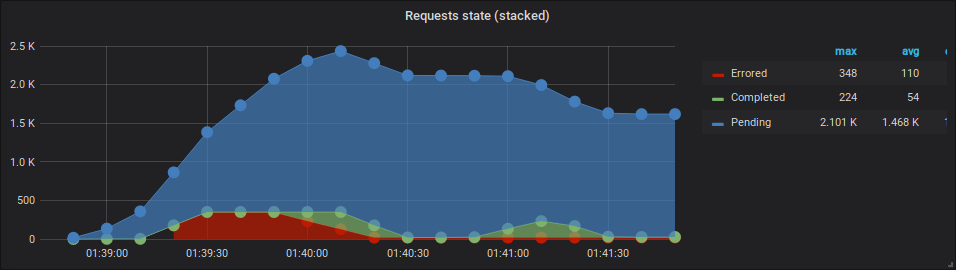 Requests state (stacked)
2.5 K
2.0 K
1.5 K
1.0 K
500
0
01:39:00 01:39:30 01:40:00 01:40:30 01:41:00 01:41:30
max avg
Errored 348 110
Completed 224 54
Pending 2.101 K 1.468 K